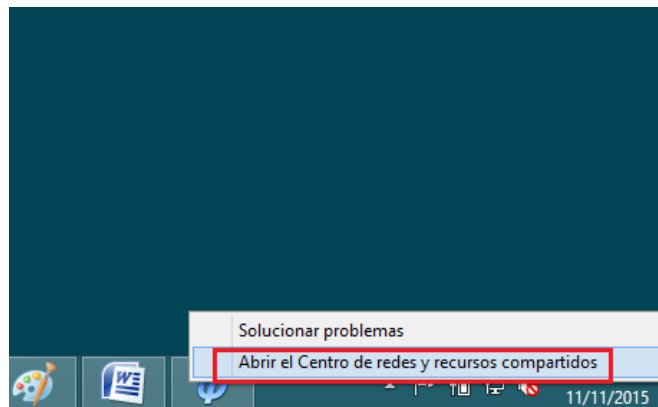 Solucionar problemas
Abrir el Centro de redes y recursos compartidos
11/11/2015